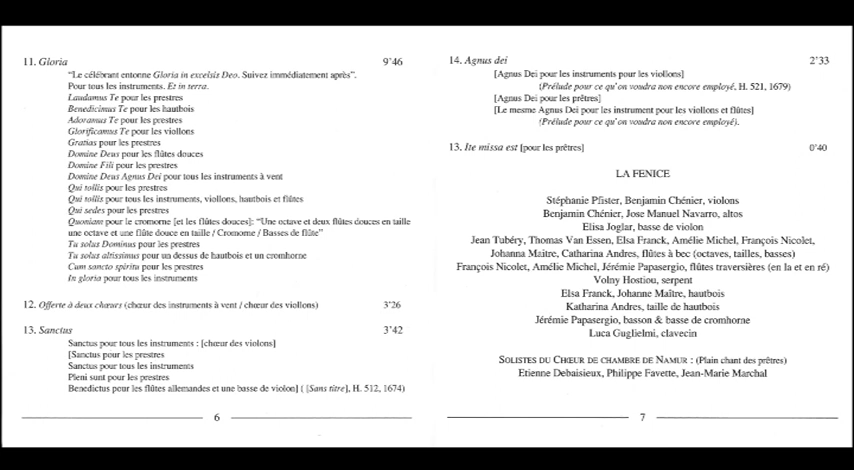 11. Gloria 9'46
"Le célébrant entonne Gloria in excelsis Deo. Suivez immédiatement après".
Pour tous les instruments. Et in terra.
Laudamus Te pour les prestres
Benedicimus Te pour les hautbois
Adoramus Te pour les prestres
Glorificamus Te pour les viollons
Gratias pour les prestres
Domine Deus pour les flûtes douces
Domine Fili pour les prestres
Domine Deus Agnus Dei pour tous les instruments à vent
Qui tollis pour les prestres
Qui tollis pour tous les instruments, viollons, hautbois et flûtes
Qui sedes pour les prestres
Quoniam pour le cromorne [et les flûtes douces]: "Une octave et deux flûtes douces en taille
une octave et une flûte douce en taille / Cromorne / Basses de flûte"
Tu solus Dominus pour les prestres
Tu solus altissimus pour un dessus de hautbois et un cromhorne
Cum sancto spiritu pour les prestres
In gloria pour tous les instruments
12. Offerte à deux chœurs (chœur des instruments à vent / chœur des viollons) 3'26
13. Sanctus 3'42
Sanctus pour tous les instruments : [chœur des violons]
[Sanctus pour les prestres
Sanctus pour tous les instruments
Pleni sunt pour les prestres
Benedictus pour les flûtes allemandes et une basse de violon] ( [Sans titre], H. 512, 1674)
6
14. Agnus dei 2'33
[Agnus Dei pour les instruments pour les viollons]
(Prélude pour ce qu'on voudra non encore employé, H. 521, 1679)
[Agnus Dei pour les prêtres]
[Le mesme Agnus Dei pour les instrument pour les viollons et flûtes]
(Prélude pour ce qu'on voudra non encore employé).
13. Ite missa est [pour les prêtres] 0'40
LA FENICE
Stéphanie Pfister, Benjamin Chénier, violons
Benjamin Chénier, Jose Manuel Navarro, altos
Elisa Joglar, basse de violon
Jean Tubéry, Thomas Van Essen, Elsa Franck, Amélie Michel, François Nicolet,
Johanna Maitre, Catharina Andres, flûtes à bec (octaves, tailles, basses)
François Nicolet, Amélie Michel, Jérémie Papasergio, flûtes traversières (en la et en ré)
Volny Hostiou, serpent
Elsa Franck, Johanne Maître, hautbois
Katharina Andres, taille de hautbois
Jérémie Papasergio, basson & basse de cromhorne
Luca Guglielmi, clavecin
SOLISTES DU CHŒUR DE CHAMBRE DE NAMUR : (Plain chant des prêtres)
Etienne Debaisieux, Philippe Favette, Jean-Marie Marchal
7